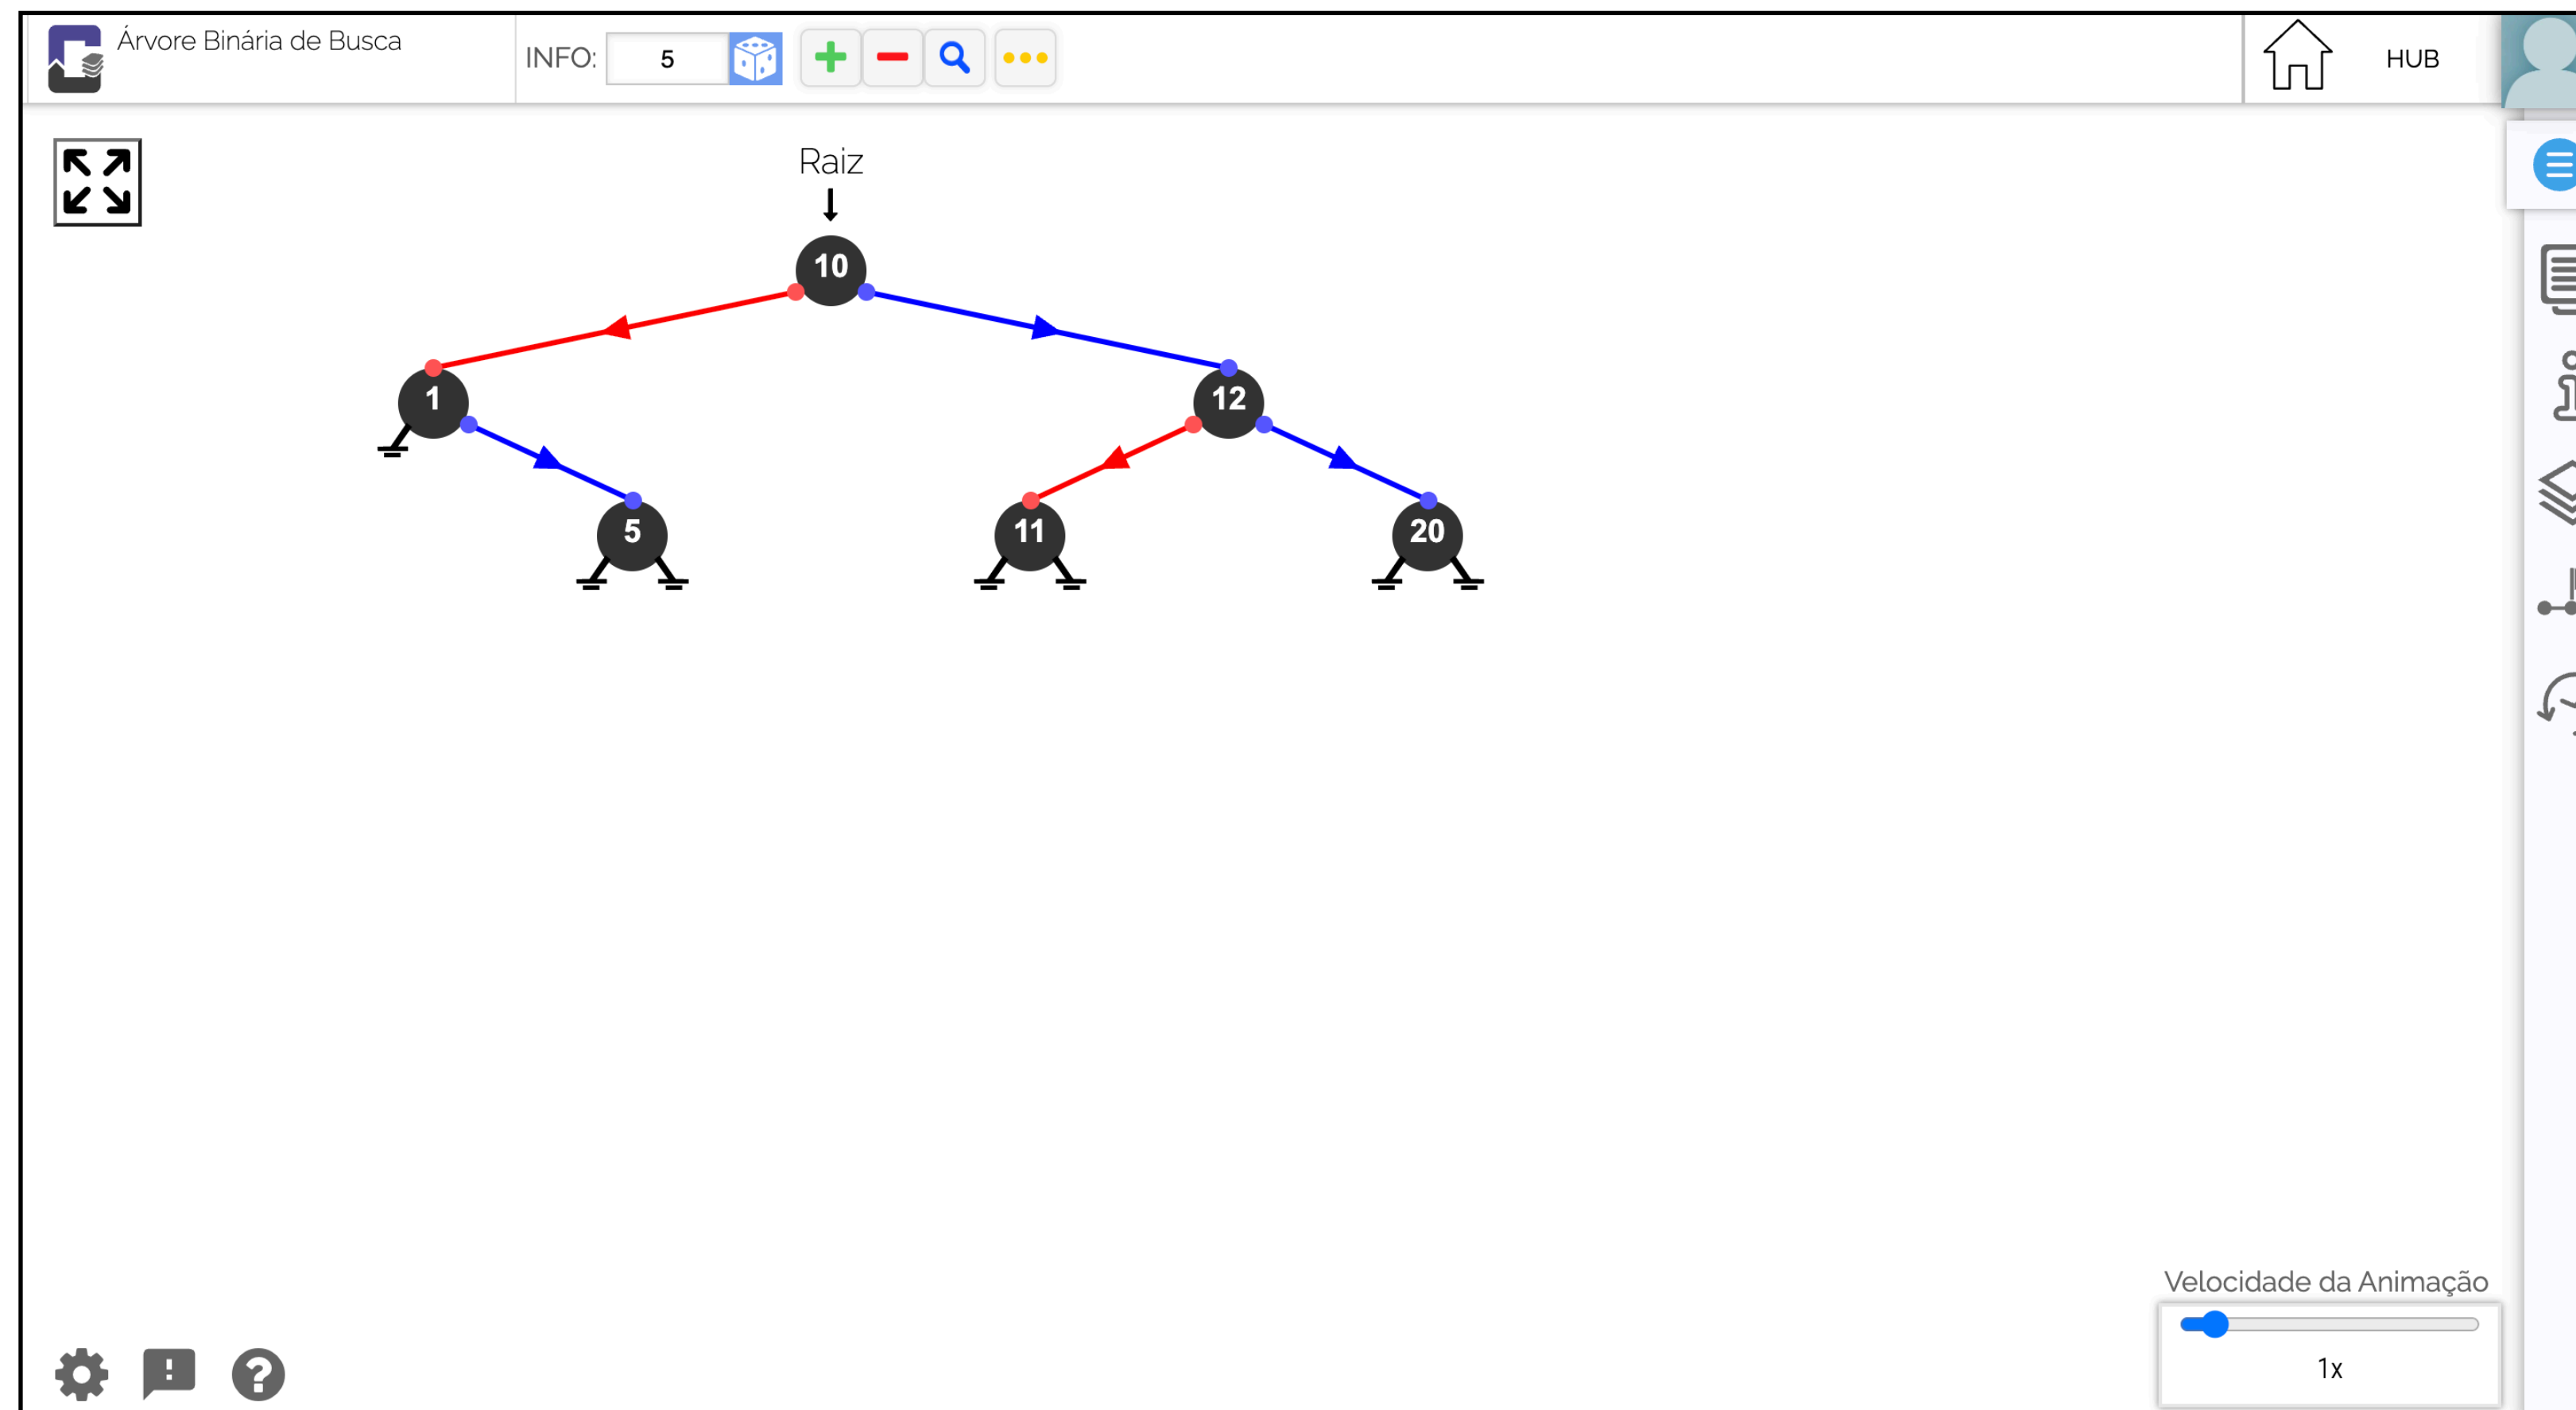 Árvore Binária de Busca
INFO: 5
HUB
Raiz
10
1
12
5
11
20
Velocidade da Animação
1x